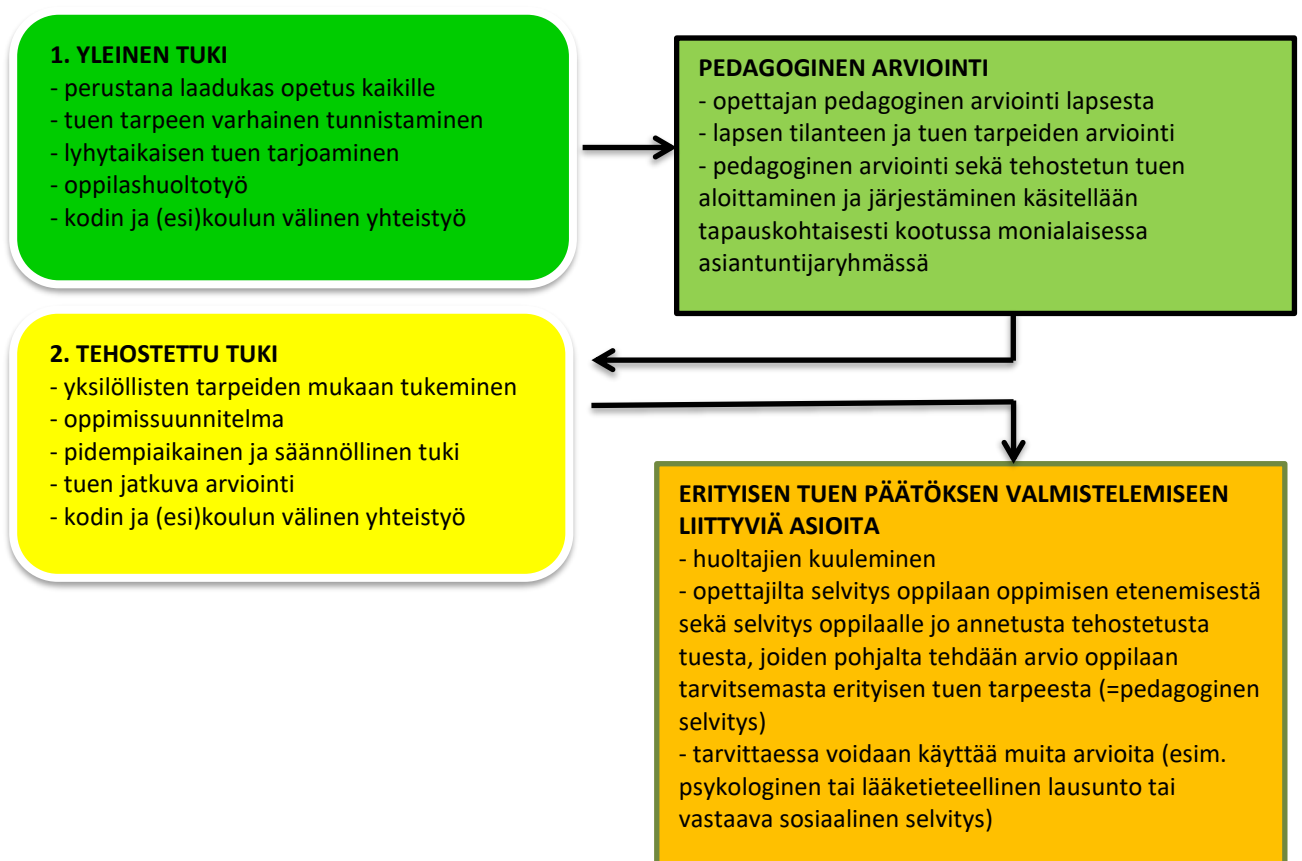 1. YLEINEN TUKI
- perustana laadukas opetus kaikille
- tuen tarpeen varhainen tunnistaminen
- lyhytaikaisen tuen tarjoaminen
- oppilashuoltotyö
- kodin ja (esi)koulun välinen yhteistyö
PEDAGOGINEN ARVIOINTI
- opettajan pedagoginen arviointi lapsesta
- lapsen tilanteen ja tuen tarpeiden arviointi
- pedagoginen arviointi sekä tehostetun tuen
aloittaminen ja järjestäminen käsitellään
tapauskohtaisesti kootussa monialaisessa
asiantuntijaryhmässä
2. TEHOSTETTU TUKI
- yksilöllisten tarpeiden mukaan tukeminen
- oppimissuunnitelma
- pidempiaikainen ja säännöllinen tuki
- tuen jatkuva arviointi
- kodin ja (esi)koulun välinen yhteistyö
ERITYISEN TUEN PÄÄTÖKSEN VALMISTELEMISEEN
LIITTYVIÄ ASIOITA
- huoltajien kuuleminen
- opettajilta selvitys oppilaan oppimisen etenemisestä
sekä selvitys oppilaalle jo annetusta tehostetusta
tuesta, joiden pohjalta tehdään arvio oppilaan
tarvitsemasta erityisen tuen tarpeesta (=pedagoginen
selvitys)
- tarvittaessa voidaan käyttää muita arvioita (esim.
psykologinen tai lääketieteellinen lausunto tai
vastaava sosiaalinen selvitys)